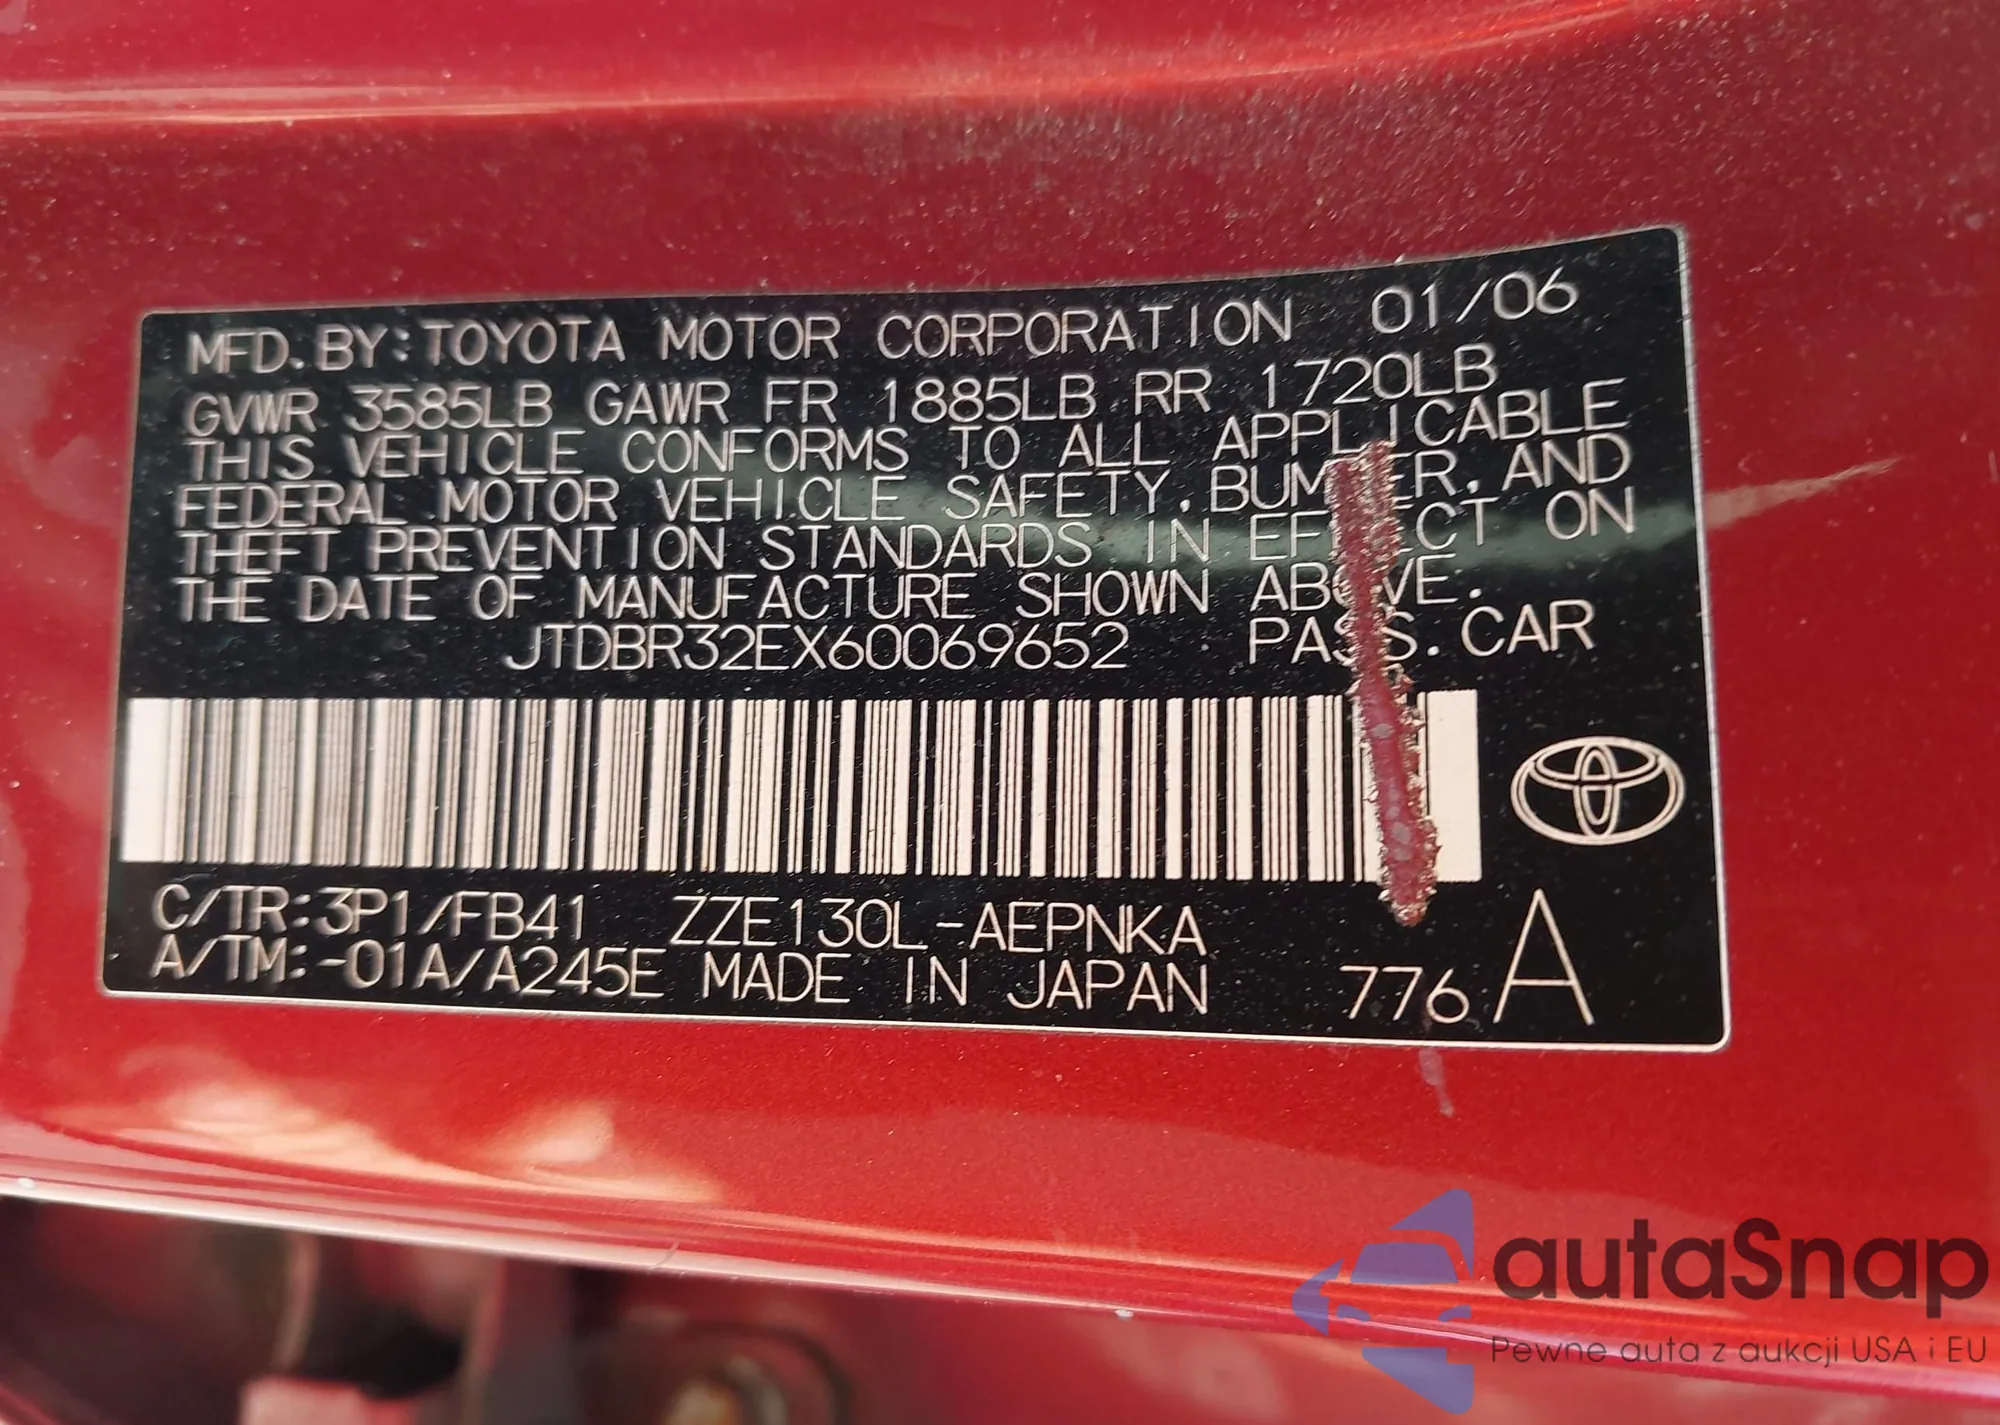 MFD. BY: TOYOTA MOTOR CORPORATION 01/06
GVWR 3585LB GAWR FR 1885LB RR 1720LB
THIS VEHICLE CONFORMS TO ALL APPLICABLE
FEDERAL MOTOR VEHICLE SAFETY, BUMPER, AND
THEFT PREVENTION STANDARDS IN EFFECT ON
THE DATE OF MANUFACTURE SHOWN ABOVE.
JTDBR32EX60069652 PASS. CAR
C/TR: 3P1/FB41 ZZE130L-AEPNKA
A/TM: -01A/A245E MADE IN JAPAN 776 A
autaSnap
Pewne auta z aukcji USA i EU